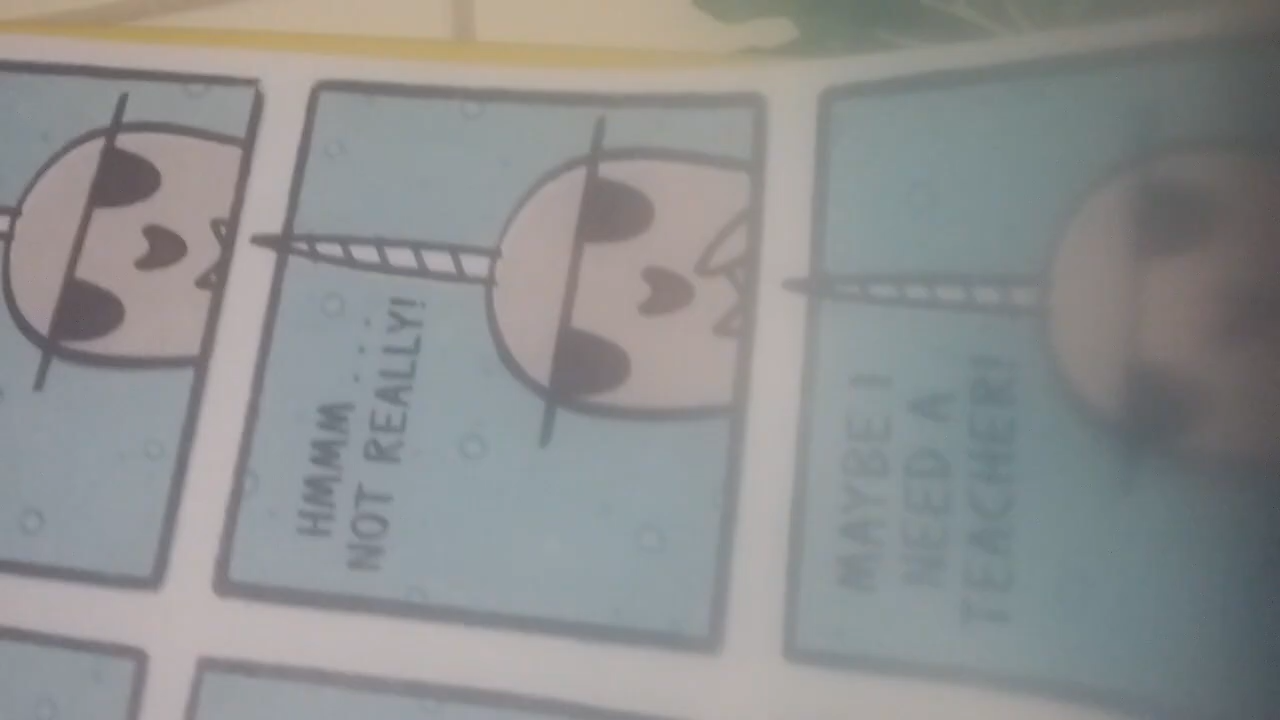 HMMM....
NOT REALLY!
MAYBE I
NEED A
TEACHER!